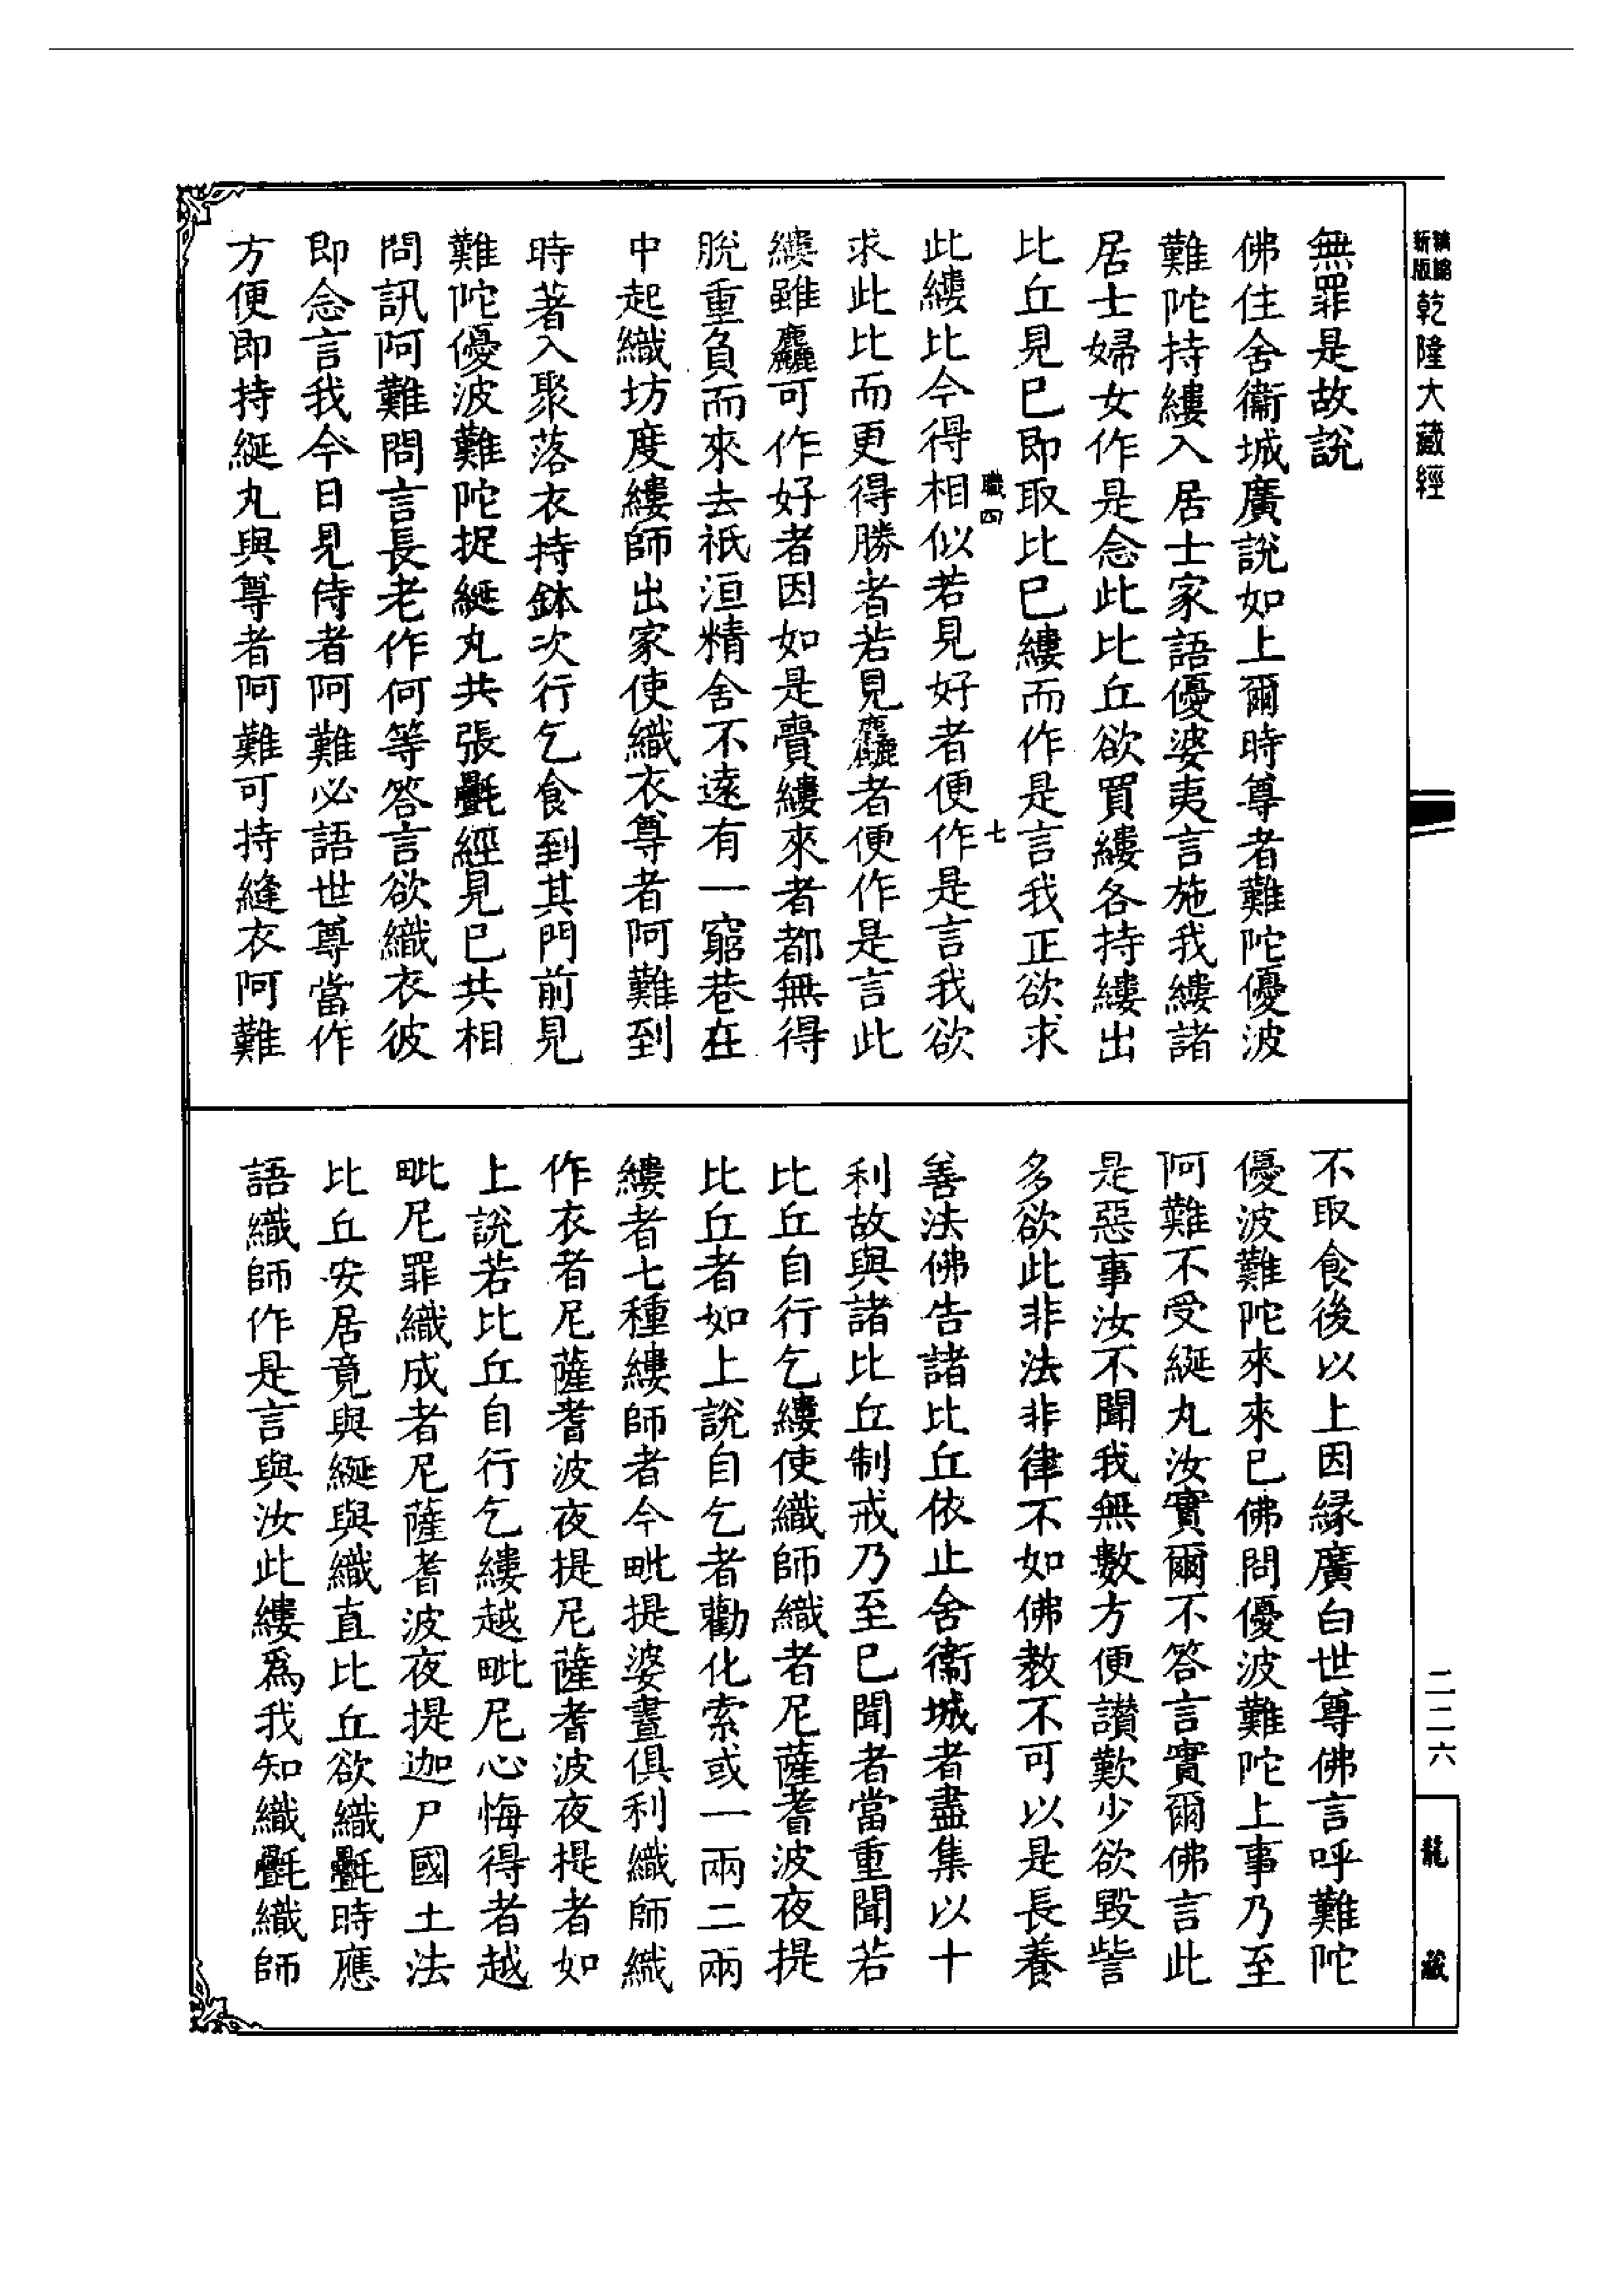 新版
精縮
乾隆大藏經
無罪是故說
佛住舍衞城廣說如上爾時尊者難陀優波
難陀持縷入居士家語優婆夷言施我縷諸
居士婦女作是念此比丘欲買縷各持縷出
比丘見已即取比已縷而作是言我正欲求
職四
七
此縷比今得相似若見好者便作是言我欲
求此比而更得勝者若見麤者便作是言此
縷雖麤可作好者因如是賣縷來者都無得
脫重負而來去祇洹精舍不遠有一窮巷在
中起織坊度縷師出家使織衣尊者阿難到
時著入聚落衣持鉢次行乞食到其門前見
難陀優波難陀捉綖丸共張氎經見已共相
問訊阿難問言長老作何等答言欲織衣彼
即念言我今日見侍者阿難必語世尊當作
方便即持綖丸與尊者阿難可持縫衣阿難
不取食後以上因緣廣白世尊佛言呼難陀
優波難陀來來已佛問優波難陀上事乃至
阿難不受綖丸汝實爾不答言實爾佛言此
是惡事汝不聞我無數方便讚歎少欲毀訾
多欲此非法非律不如佛教不可以是長養
善法佛告諸比丘依止舍衞城者盡集以十
利故與諸比丘制戒乃至已聞者當重聞若
比丘自行乞縷使織師織者尼薩耆波夜提
比丘者如上說自乞者勸化索或一兩二兩
縷者七種縷師者今毗提婆晝俱利織師織
作衣者尼薩耆波夜提尼薩耆波夜提者如
上說若比丘自行乞縷越毗尼心悔得者越
毗尼罪織成者尼薩耆波夜提迦尸國土法
比丘安居竟與綖與織直比丘欲織氎時應
語織師作是言與汝此縷爲我知織氎織師
二二六
龍藏